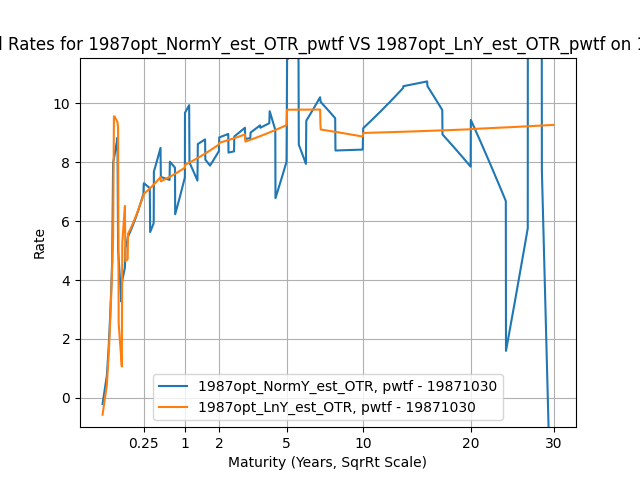 Rates for 1987opt_NormY_est_OTR_pwtf VS 1987opt_LnY_est_OTR_pwtf on
10
8
6
4
2
0
Rate
0.25 1 2 5 10 20 30
Maturity (Years, SqrRt Scale)
1987opt_NormY_est_OTR, pwtf - 19871030
1987opt_LnY_est_OTR, pwtf - 19871030